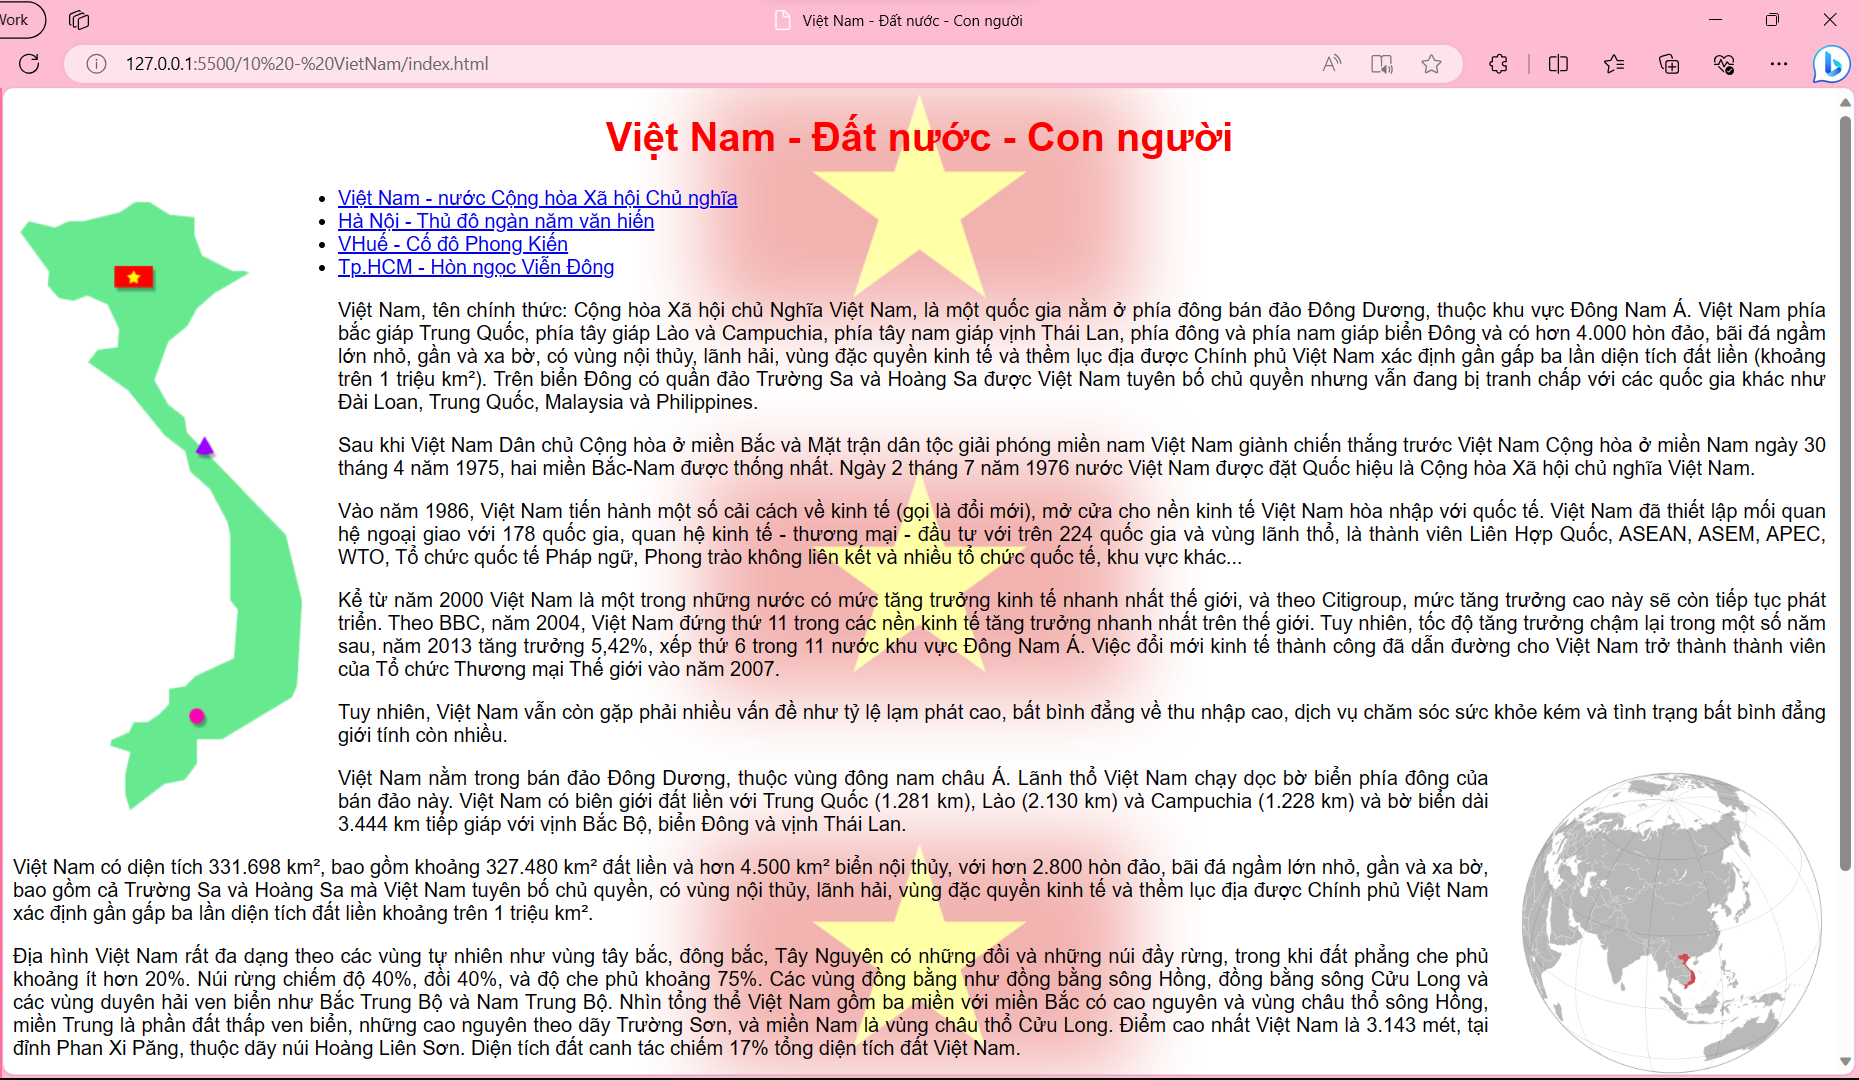 Work
Việt Nam - Đất nước - Con người
127.0.0.1:5500/10%20-%20VietNam/index.html
Việt Nam - Đất nước - Con người
Việt Nam - nước Cộng hòa Xã hội Chủ nghĩa
Hà Nội - Thủ đô ngàn năm văn hiến
VHuế - Cố đô Phong Kiến
Tp.HCM - Hòn ngọc Viễn Đông
Việt Nam, tên chính thức: Cộng hòa Xã hội chủ Nghĩa Việt Nam, là một quốc gia nằm ở phía đông bán đảo Đông Dương, thuộc khu vực Đông Nam Á. Việt Nam phía
bắc giáp Trung Quốc, phía tây giáp Lào và Campuchia, phía tây nam giáp vịnh Thái Lan, phía đông và phía nam giáp biển Đông và có hơn 4.000 hòn đảo, bãi đá ngầm
lớn nhỏ, gần và xa bờ, có vùng nội thủy, lãnh hải, vùng đặc quyền kinh tế và thềm lục địa được Chính phủ Việt Nam xác định gần gấp ba lần diện tích đất liền (khoảng
trên 1 triệu km²). Trên biển Đông có quần đảo Trường Sa và Hoàng Sa được Việt Nam tuyên bố chủ quyền nhưng vẫn đang bị tranh chấp với các quốc gia khác như
Đài Loan, Trung Quốc, Malaysia và Philippines.
Sau khi Việt Nam Dân chủ Cộng hòa ở miền Bắc và Mặt trận dân tộc giải phóng miền nam Việt Nam giành chiến thắng trước Việt Nam Cộng hòa ở miền Nam ngày 30
tháng 4 năm 1975, hai miền Bắc-Nam được thống nhất. Ngày 2 tháng 7 năm 1976 nước Việt Nam được đặt Quốc hiệu là Cộng hòa Xã hội chủ nghĩa Việt Nam.
Vào năm 1986, Việt Nam tiến hành một số cải cách về kinh tế (gọi là đổi mới), mở cửa cho nền kinh tế Việt Nam hòa nhập với quốc tế. Việt Nam đã thiết lập mối quan
hệ ngoại giao với 178 quốc gia, quan hệ kinh tế - thương mại - đầu tư với trên 224 quốc gia và vùng lãnh thổ, là thành viên Liên Hợp Quốc, ASEAN, ASEM, APEC,
WTO, Tổ chức quốc tế Pháp ngữ, Phong trào không liên kết và nhiều tổ chức quốc tế, khu vực khác...
Kể từ năm 2000 Việt Nam là một trong những nước có mức tăng trưởng kinh tế nhanh nhất thế giới, và theo Citigroup, mức tăng trưởng cao này sẽ còn tiếp tục phát
triển. Theo BBC, năm 2004, Việt Nam đứng thứ 11 trong các nền kinh tế tăng trưởng nhanh nhất trên thế giới. Tuy nhiên, tốc độ tăng trưởng chậm lại trong một số năm
sau, năm 2013 tăng trưởng 5,42%, xếp thứ 6 trong 11 nước khu vực Đông Nam Á. Việc đổi mới kinh tế thành công đã dẫn đường cho Việt Nam trở thành thành viên
của Tổ chức Thương mại Thế giới vào năm 2007.
Tuy nhiên, Việt Nam vẫn còn gặp phải nhiều vấn đề như tỷ lệ lạm phát cao, bất bình đẳng về thu nhập cao, dịch vụ chăm sóc sức khỏe kém và tình trạng bất bình đẳng
giới tính còn nhiều.
Việt Nam nằm trong bán đảo Đông Dương, thuộc vùng đông nam châu Á. Lãnh thổ Việt Nam chạy dọc bờ biển phía đông của
bán đảo này. Việt Nam có biên giới đất liền với Trung Quốc (1.281 km), Lào (2.130 km) và Campuchia (1.228 km) và bờ biển dài
3.444 km tiếp giáp với vịnh Bắc Bộ, biển Đông và vịnh Thái Lan.
Việt Nam có diện tích 331.698 km², bao gồm khoảng 327.480 km² đất liền và hơn 4.500 km² biển nội thủy, với hơn 2.800 hòn đảo, bãi đá ngầm lớn nhỏ, gần và xa bờ,
bao gồm cả Trường Sa và Hoàng Sa mà Việt Nam tuyên bố chủ quyền, có vùng nội thủy, lãnh hải, vùng đặc quyền kinh tế và thềm lục địa được Chính phủ Việt Nam
xác định gần gấp ba lần diện tích đất liền khoảng trên 1 triệu km².
Địa hình Việt Nam rất đa dạng theo các vùng tự nhiên như vùng tây bắc, đông bắc, Tây Nguyên có những đồi và những núi đầy rừng, trong khi đất phẳng che phủ
khoảng ít hơn 20%. Núi rừng chiếm độ 40%, đồi 40%, và độ che phủ khoảng 75%. Các vùng đồng bằng như đồng bằng sông Hồng, đồng bằng sông Cửu Long và
các vùng duyên hải ven biển như Bắc Trung Bộ và Nam Trung Bộ. Nhìn tổng thể Việt Nam gồm ba miền với miền Bắc có cao nguyên và vùng châu thổ sông Hồng,
miền Trung là phần đất thấp ven biển, những cao nguyên theo dãy Trường Sơn, và miền Nam là vùng châu thổ Cửu Long. Điểm cao nhất Việt Nam là 3.143 mét, tại
đỉnh Phan Xi Păng, thuộc dãy núi Hoàng Liên Sơn. Diện tích đất canh tác chiếm 17% tổng diện tích đất Việt Nam.